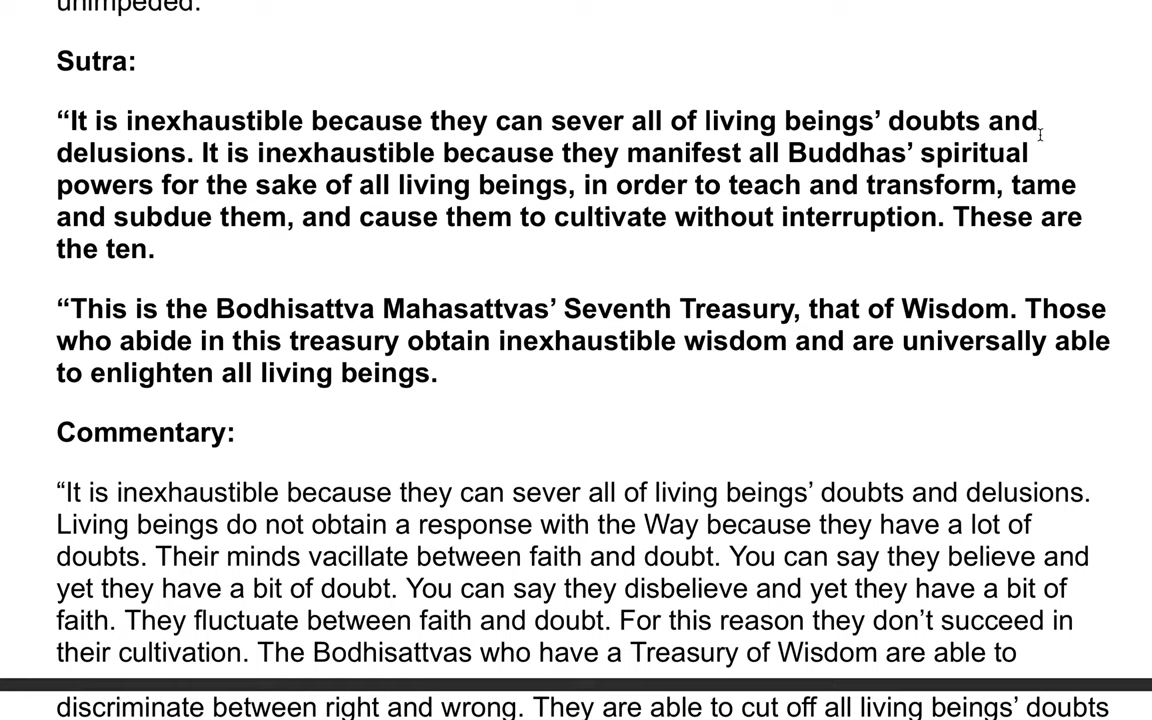 unimpeded.
Sutra:
“It is inexhaustible because they can sever all of living beings’ doubts and
delusions. It is inexhaustible because they manifest all Buddhas’ spiritual
powers for the sake of all living beings, in order to teach and transform, tame
and subdue them, and cause them to cultivate without interruption. These are
the ten.
“This is the Bodhisattva Mahasattvas’ Seventh Treasury, that of Wisdom. Those
who abide in this treasury obtain inexhaustible wisdom and are universally able
to enlighten all living beings.
Commentary:
“It is inexhaustible because they can sever all of living beings’ doubts and delusions.
Living beings do not obtain a response with the Way because they have a lot of
doubts. Their minds vacillate between faith and doubt. You can say they believe and
yet they have a bit of doubt. You can say they disbelieve and yet they have a bit of
faith. They fluctuate between faith and doubt. For this reason they don’t succeed in
their cultivation. The Bodhisattvas who have a Treasury of Wisdom are able to
discriminate between right and wrong. They are able to cut off all living beings’ doubts